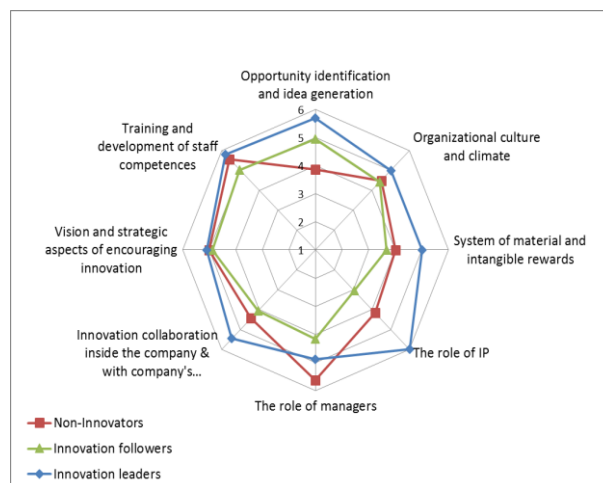 Opportunity identification
and idea generation
Training and
development of staff
competences
Organizational culture
and climate
6
5
4
3
2
1
Vision and strategic
aspects of encouraging
innovation
System of material and
intangible rewards
Innovation collaboration
inside the company &
with company's...
The role of IP
The role of managers
Non-Innovators
Innovation followers
Innovation leaders